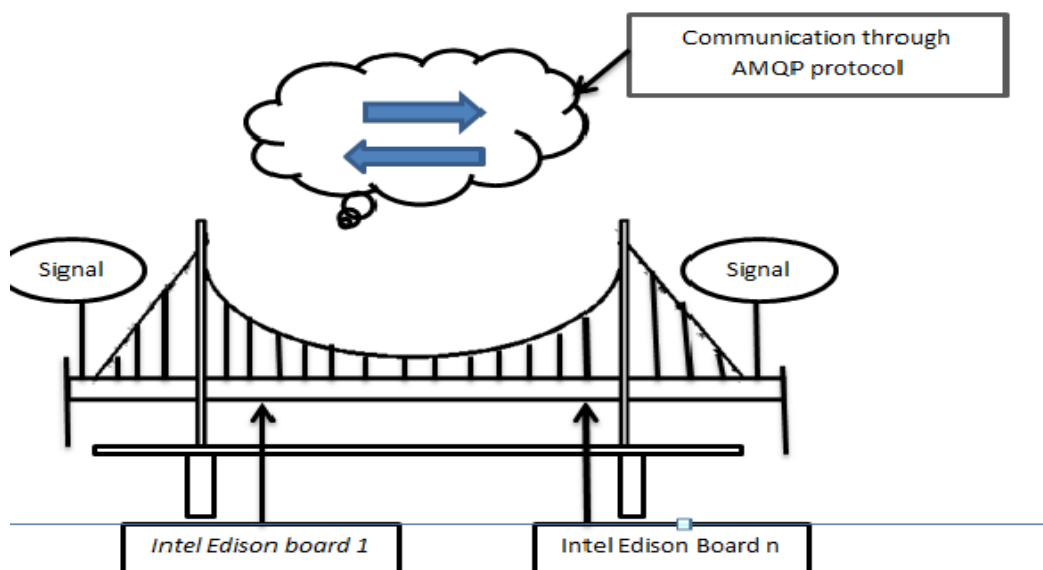 Communication through
AMQP protocol
Signal
Signal
Intel Edison board 1
Intel Edison Board n